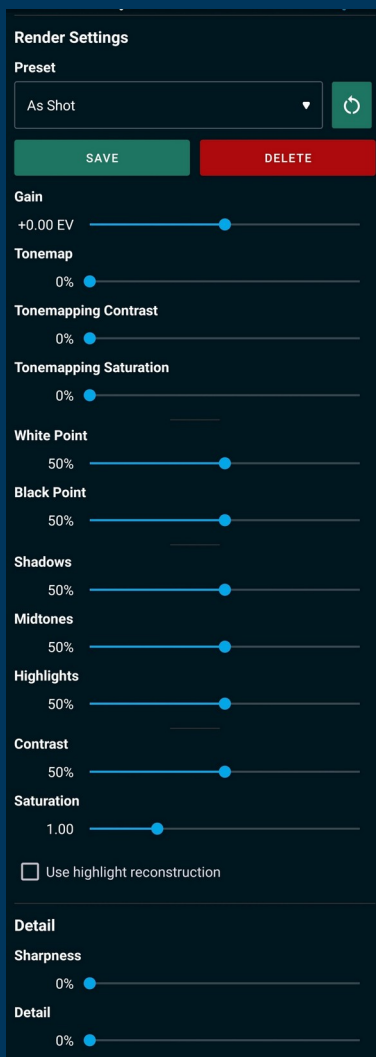 Render Settings
Preset
As Shot
SAVE
DELETE
Gain
+0.00 EV
Tonemap
0%
Tonemapping Contrast
0%
Tonemapping Saturation
0%
White Point
50%
Black Point
50%
Shadows
50%
Midtones
50%
Highlights
50%
Contrast
50%
Saturation
1.00
Use highlight reconstruction
Detail
Sharpness
0%
Detail
0%